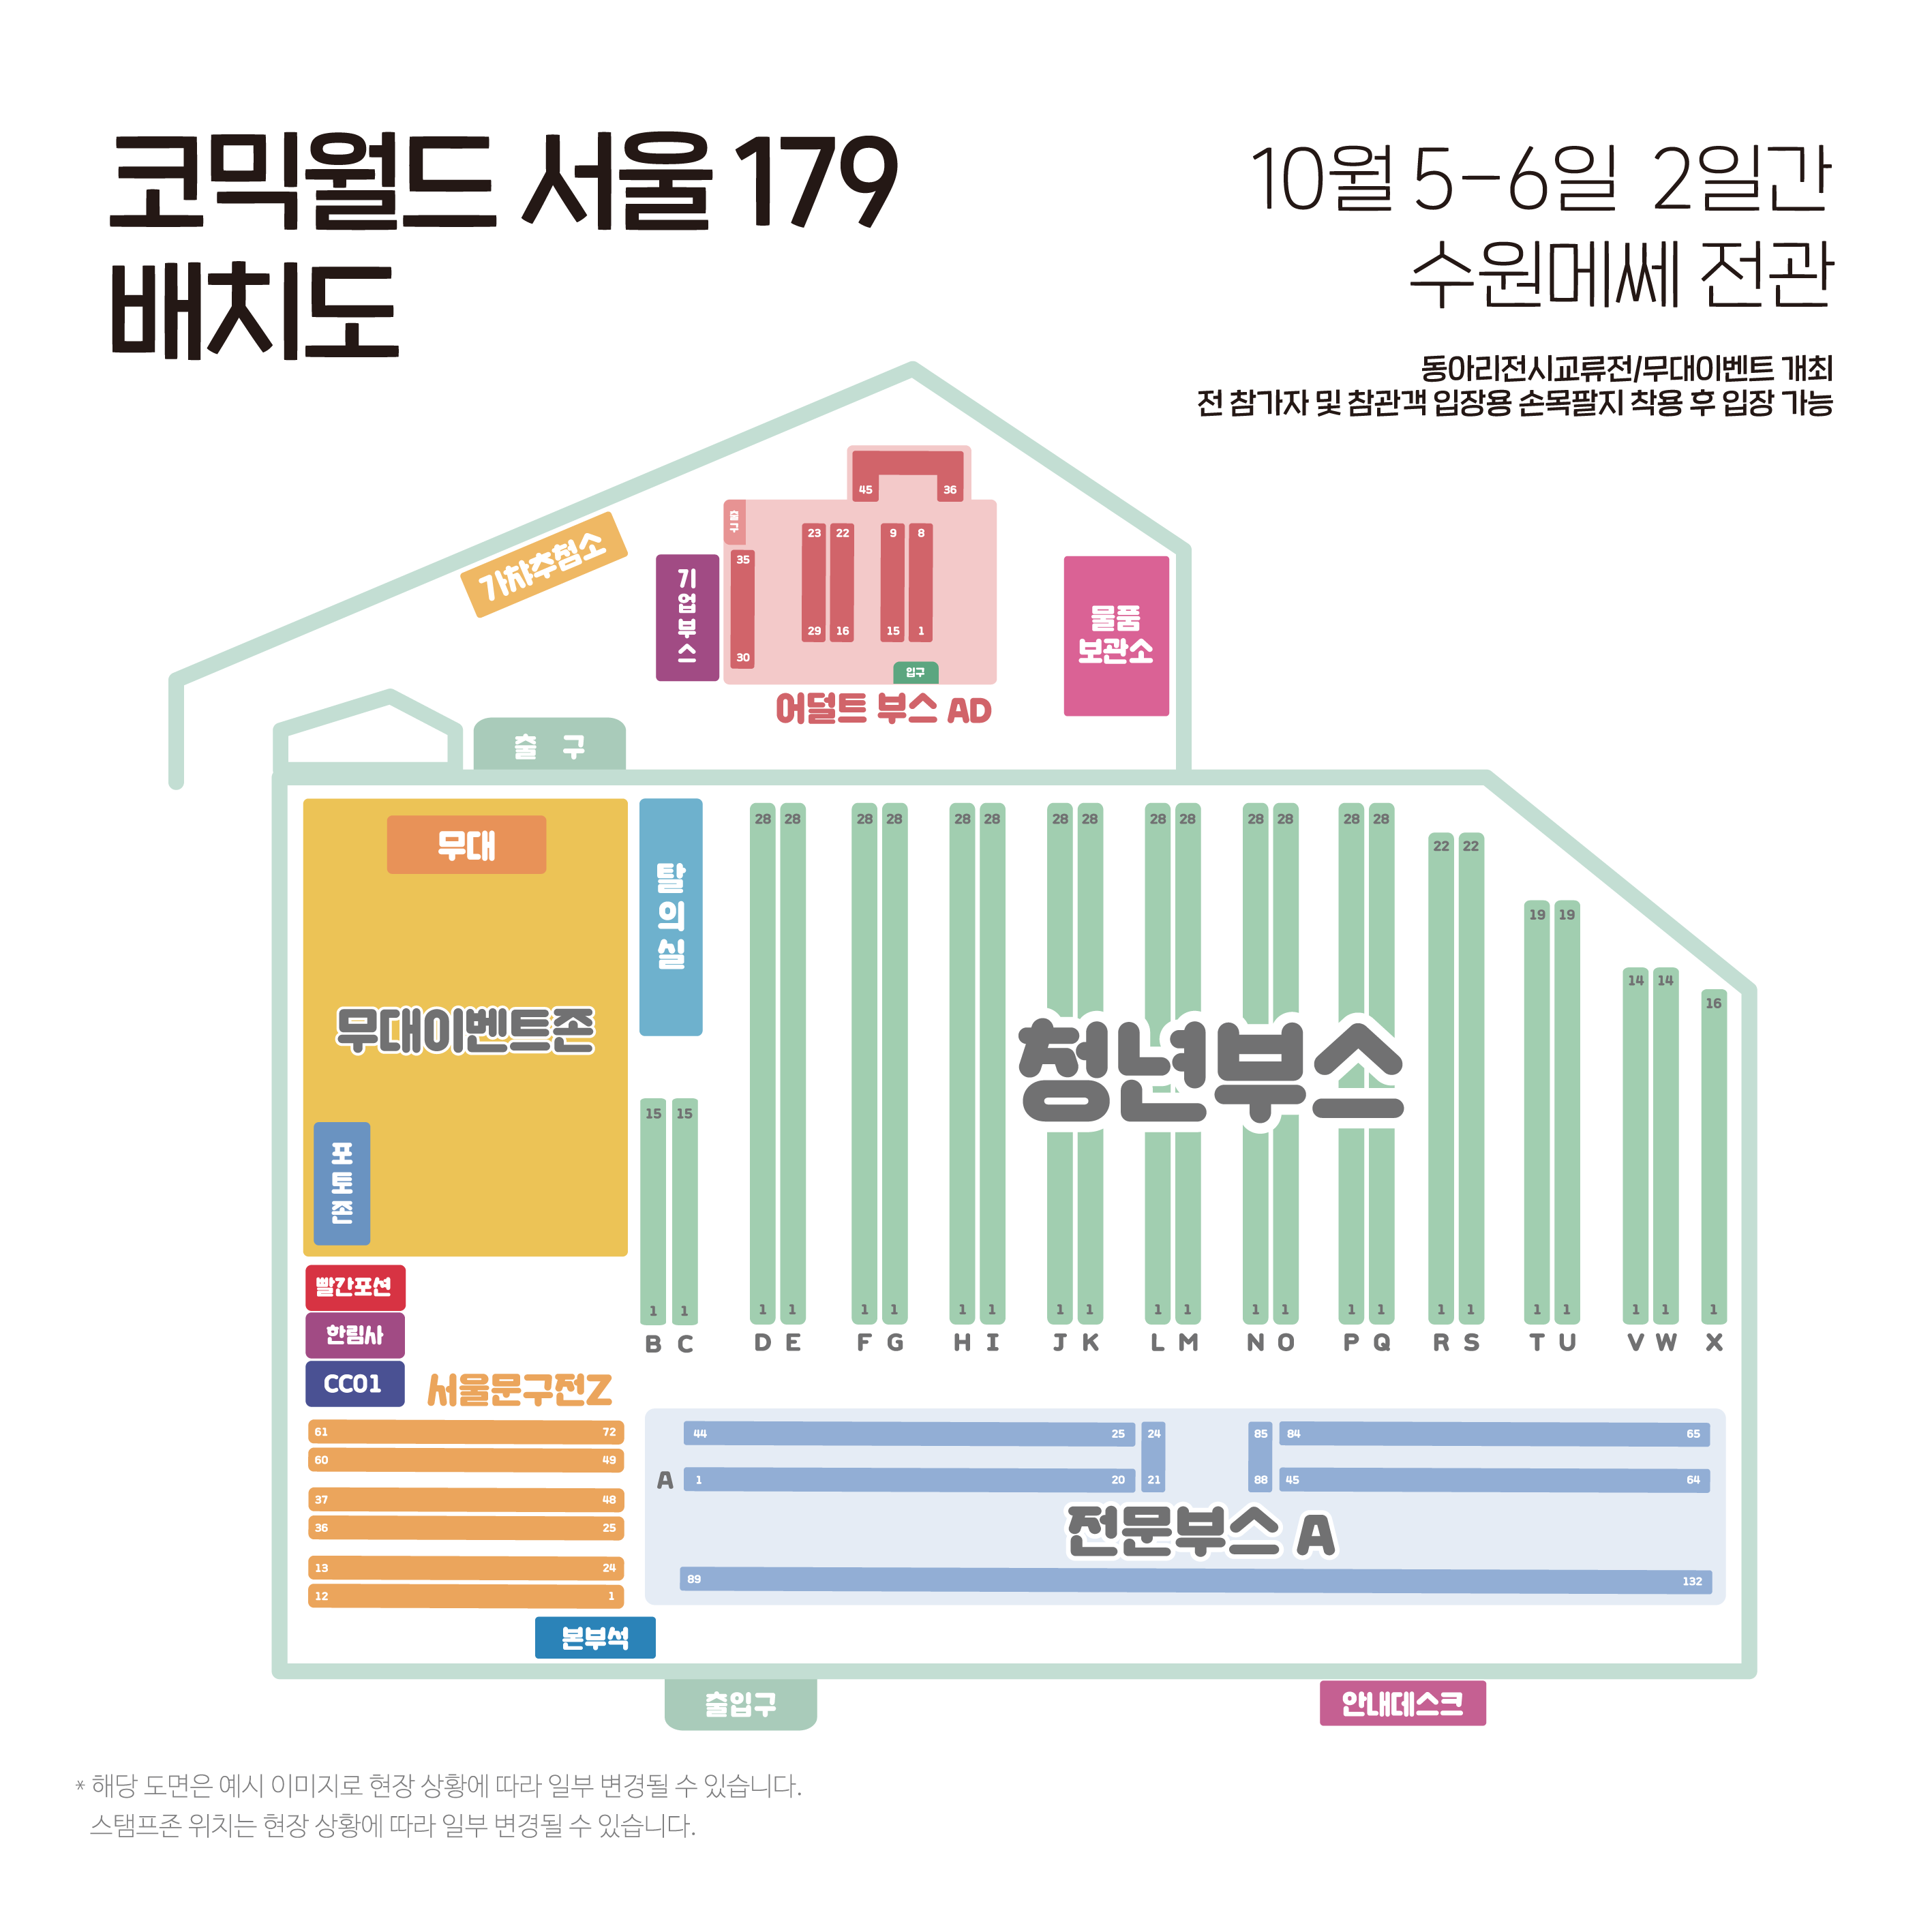 코믹월드 서울 179
배치도
10월 5-6일 2일간
수원메쎄 전관
동아리전시교류전/무대이벤트 개최
전 참가자 및 참관객 입장용 손목팔지 착용 후 입장 가능
45 36
출구
23 22 9 8
35
29 16 15 1
30
입구
어덜트 부스 AD
가차추첨소
기업부스
물품
보관소
출 구
무대
무대이벤트존
포토존
탈의실
빨간포션
한림사
CC01
28 28 28 28 28 28 28 28 28 28 28 28 28 28
22 22
19 19
14 14
16
15 15
청년부스
1 1 1 1 1 1 1 1 1 1 1 1 1 1 1 1 1 1 1 1 1 1 1
B C D E F G H I J K L M N O P Q R S T U V W X
서울문구전Z
61 72
60 49
37 48
36 25
13 24
12 1
44 25 24 85 84 65
A 1 20 21 88 45 64
전문부스 A
89 132
본부석
출입구
안내데스크
* 해당 도면은 예시 이미지로 현장 상황에 따라 일부 변경될 수 있습니다.
스탬프존 위치는 현장 상황에 따라 일부 변경될 수 있습니다.